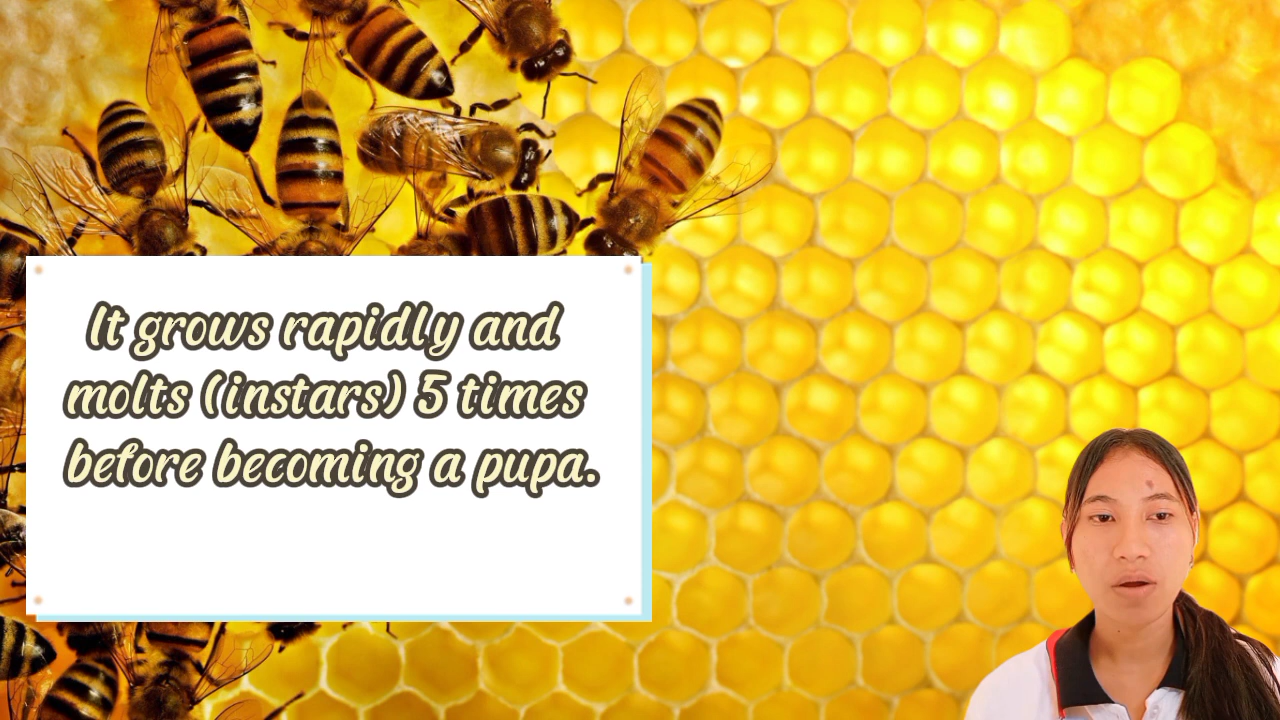 It grows rapidly and
molts (instars) 5 times
before becoming a pupa.